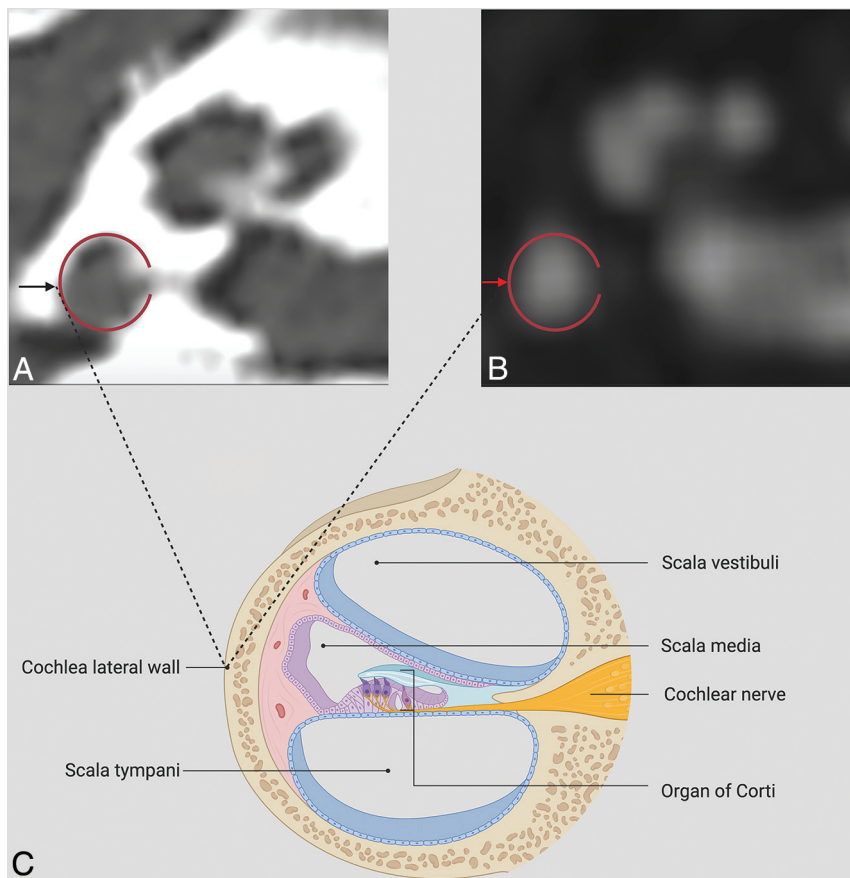 A
B
Scala vestibuli
Scala media
Cochlea lateral wall
Cochlear nerve
Scala tympani
Organ of Corti
C